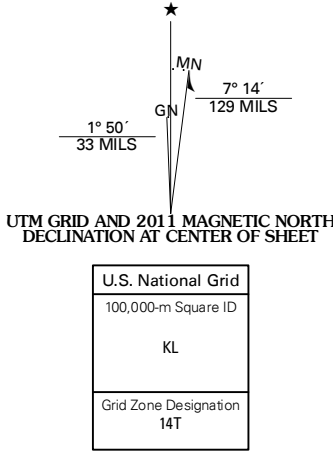 MN
GN
7° 14´
129 MILS
1° 50´
33 MILS
UTM GRID AND 2011 MAGNETIC NORTH
DECLINATION AT CENTER OF SHEET
U.S. National Grid
100,000-m Square ID
KL
Grid Zone Designation
14T